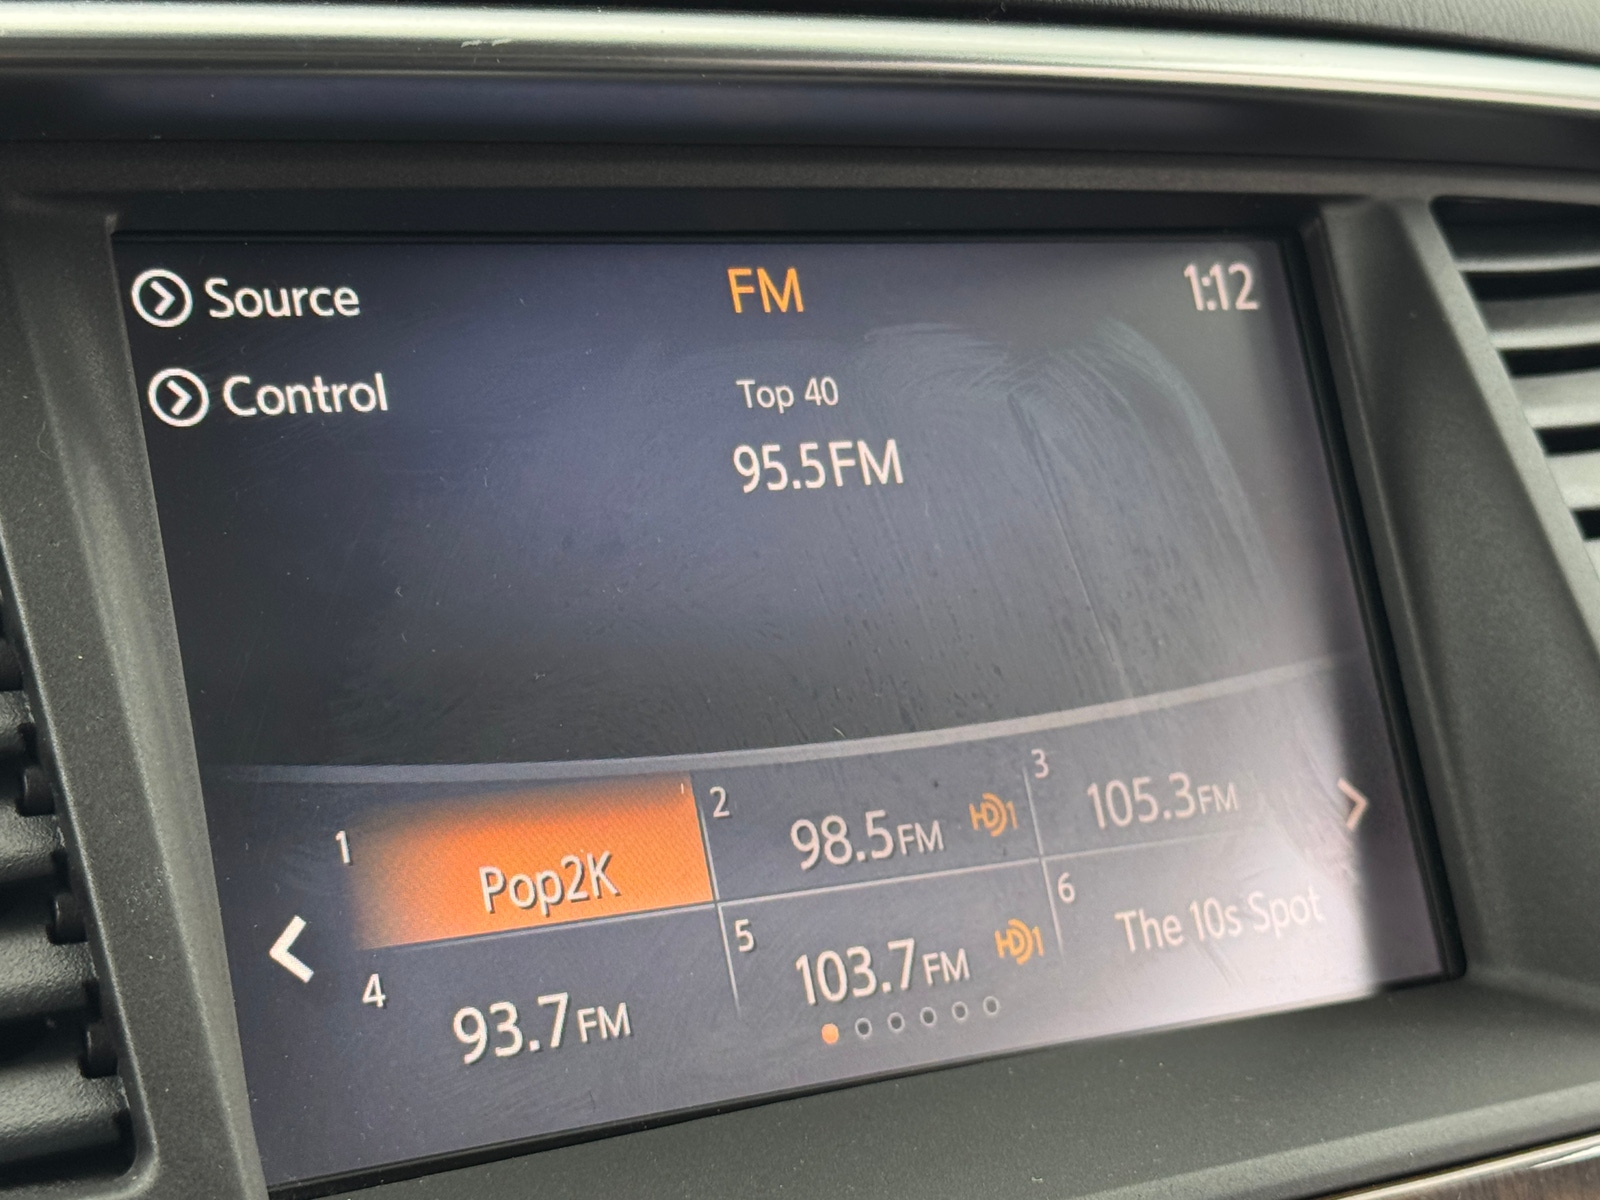 Source
FM
1:12
Control
Top 40
95.5FM
1 Pop2K
2 98.5FM HD1
3 105.3FM
4 93.7FM
5 103.7FM HD1
6 The 10s Spot